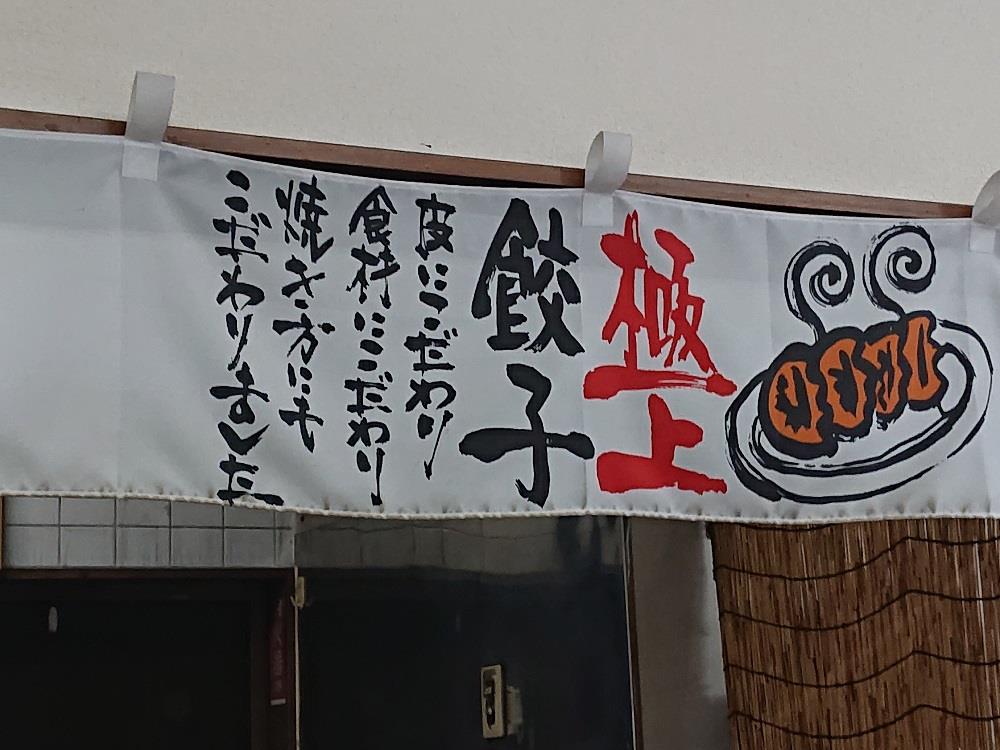 極上
餃子
皮にこだわり
食材にこだわり
焼き方にも
こだわりました